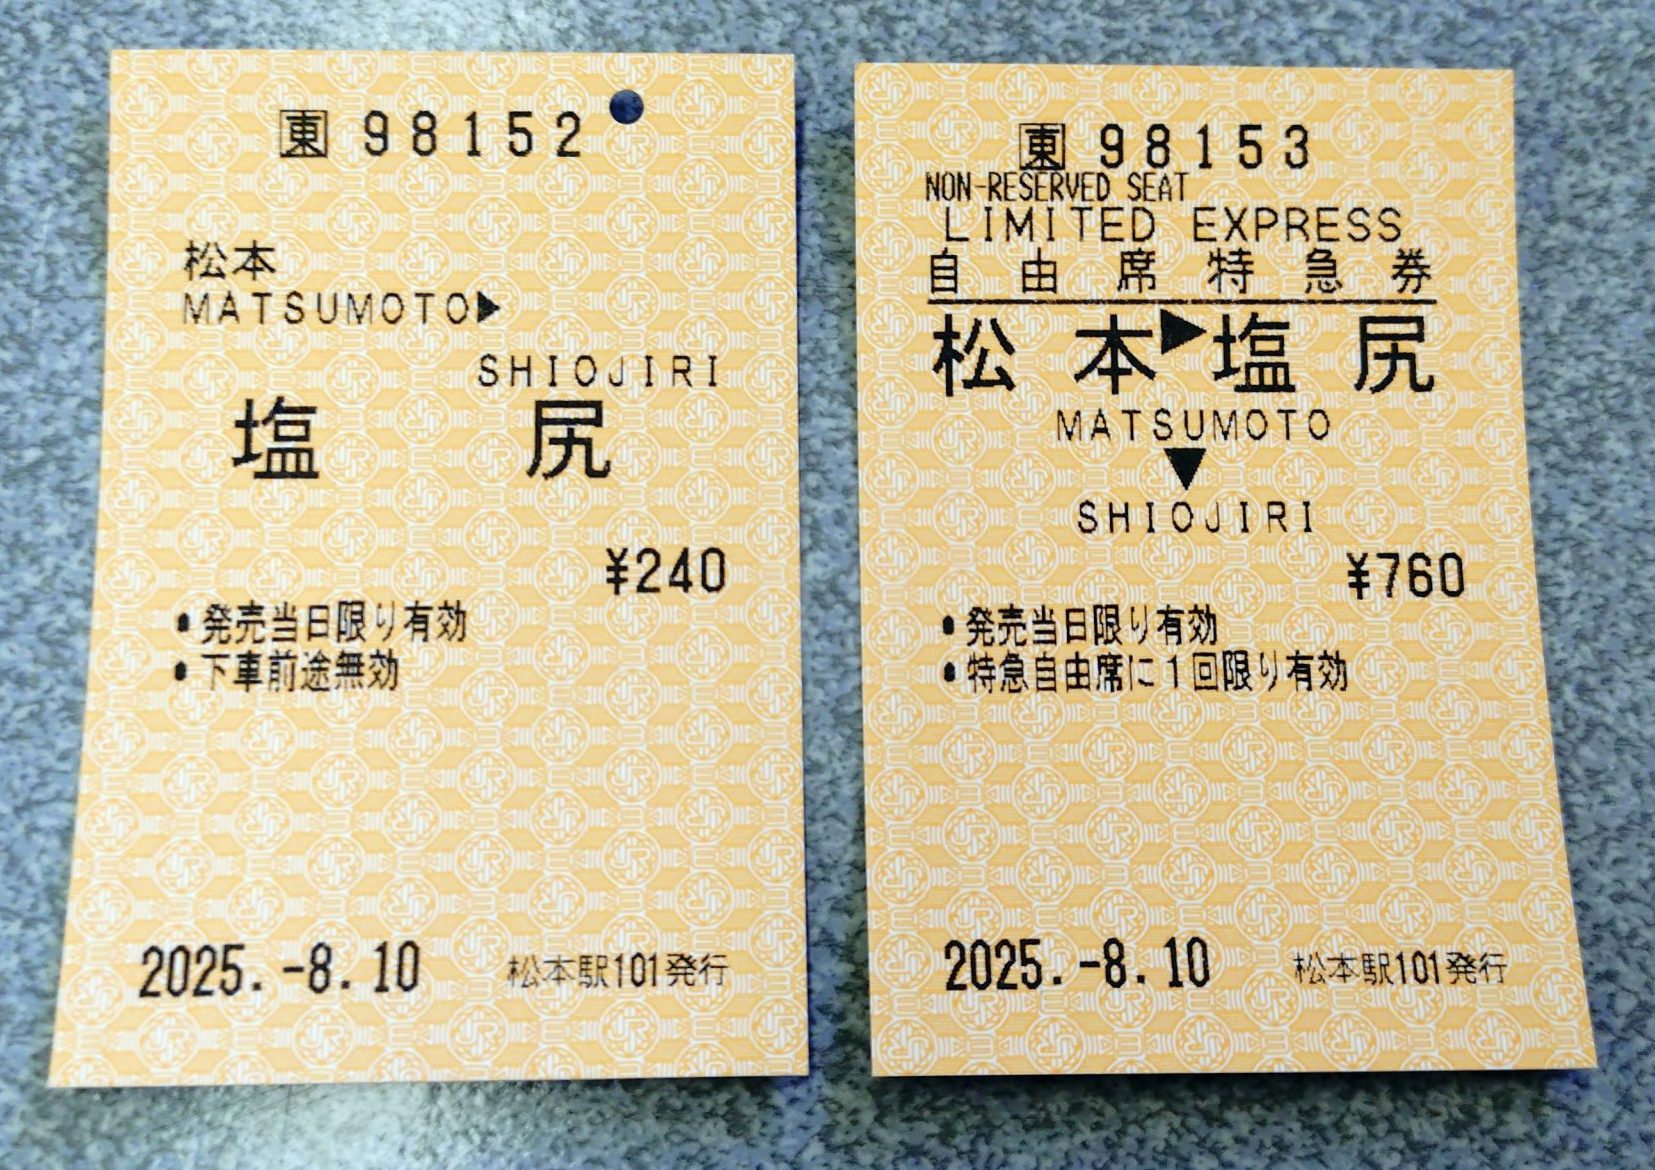 東 98152
松本
MATSUMOTO▶
SHIOJIRI
塩尻
¥240
・発売当日限り有効
・下車前途無効
2025.-8.10 松本駅101発行
東 98153
NON-RESERVED SEAT
LIMITED EXPRESS
自由席特急券
松本▶塩尻
MATSUMOTO
▼
SHIOJIRI
¥760
・発売当日限り有効
・特急自由席に1回限り有効
2025.-8.10 松本駅101発行